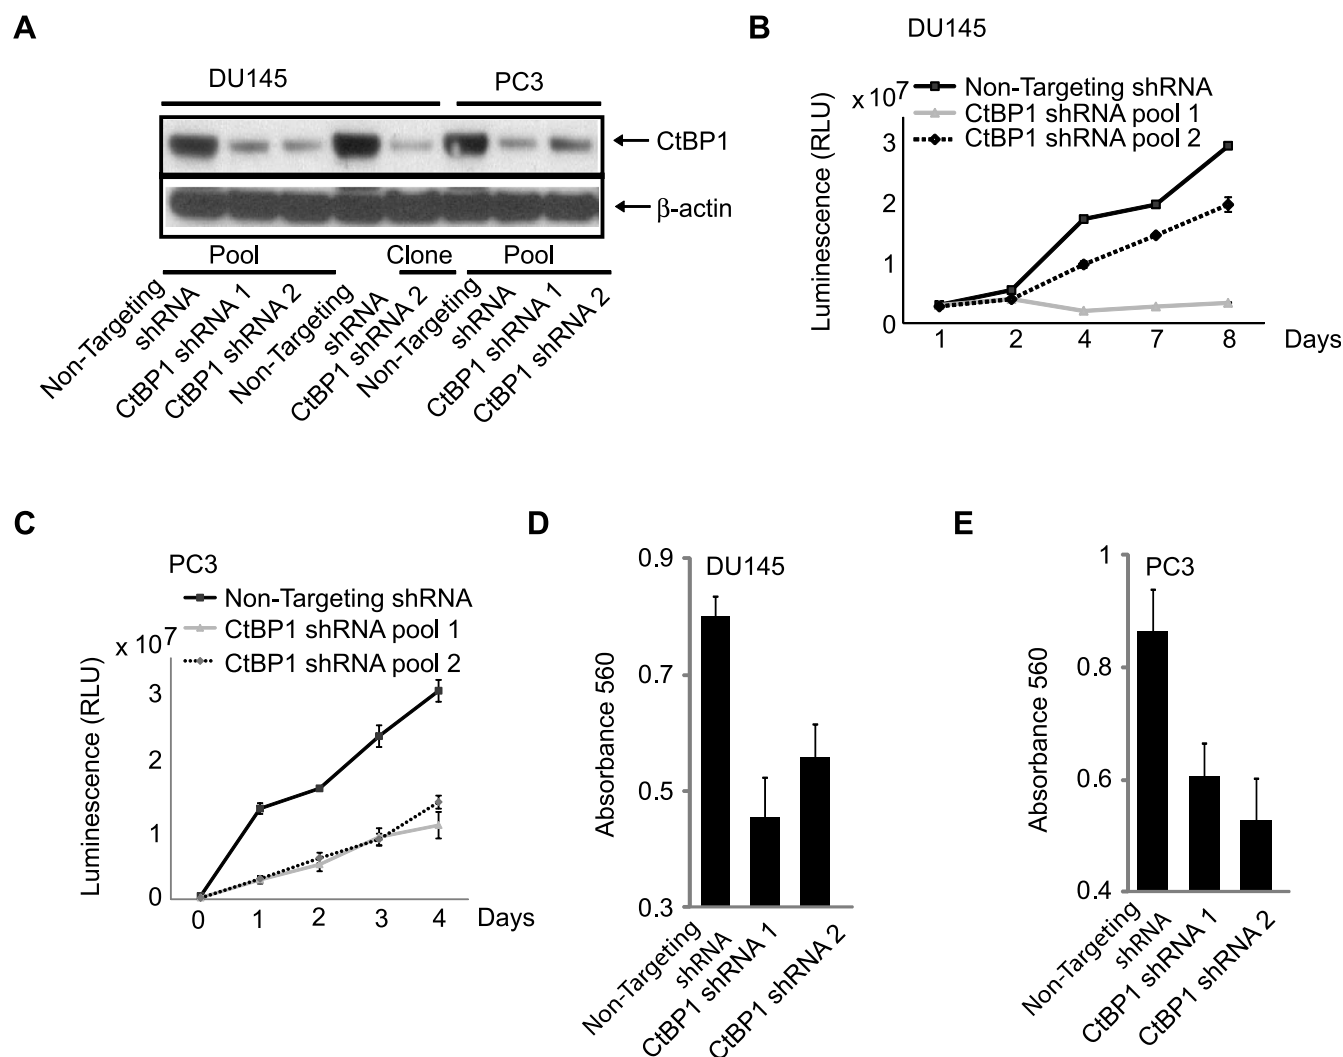 A
DU145
PC3
CtBP1
β-actin
Pool
Clone
Pool
Non-Targeting
shRNA
CtBP1 shRNA 1
CtBP1 shRNA 2
Non-Targeting
shRNA
CtBP1 shRNA 2
Non-Targeting
shRNA
CtBP1 shRNA 1
CtBP1 shRNA 2
B
DU145
Non-Targeting shRNA
CtBP1 shRNA pool 1
CtBP1 shRNA pool 2
x 10⁷
Luminescence (RLU)
3
2
1
0
1 2 4 7 8 Days
C
PC3
Non-Targeting shRNA
CtBP1 shRNA pool 1
CtBP1 shRNA pool 2
x 10⁷
Luminescence (RLU)
3
2
1
0
0 1 2 3 4 Days
D
DU145
Absorbance 560
0.9
0.7
0.5
0.3
Non-Targeting
shRNA
CtBP1 shRNA 1
CtBP1 shRNA 2
E
PC3
Absorbance 560
1
0.8
0.6
0.4
Non-Targeting
shRNA
CtBP1 shRNA 1
CtBP1 shRNA 2